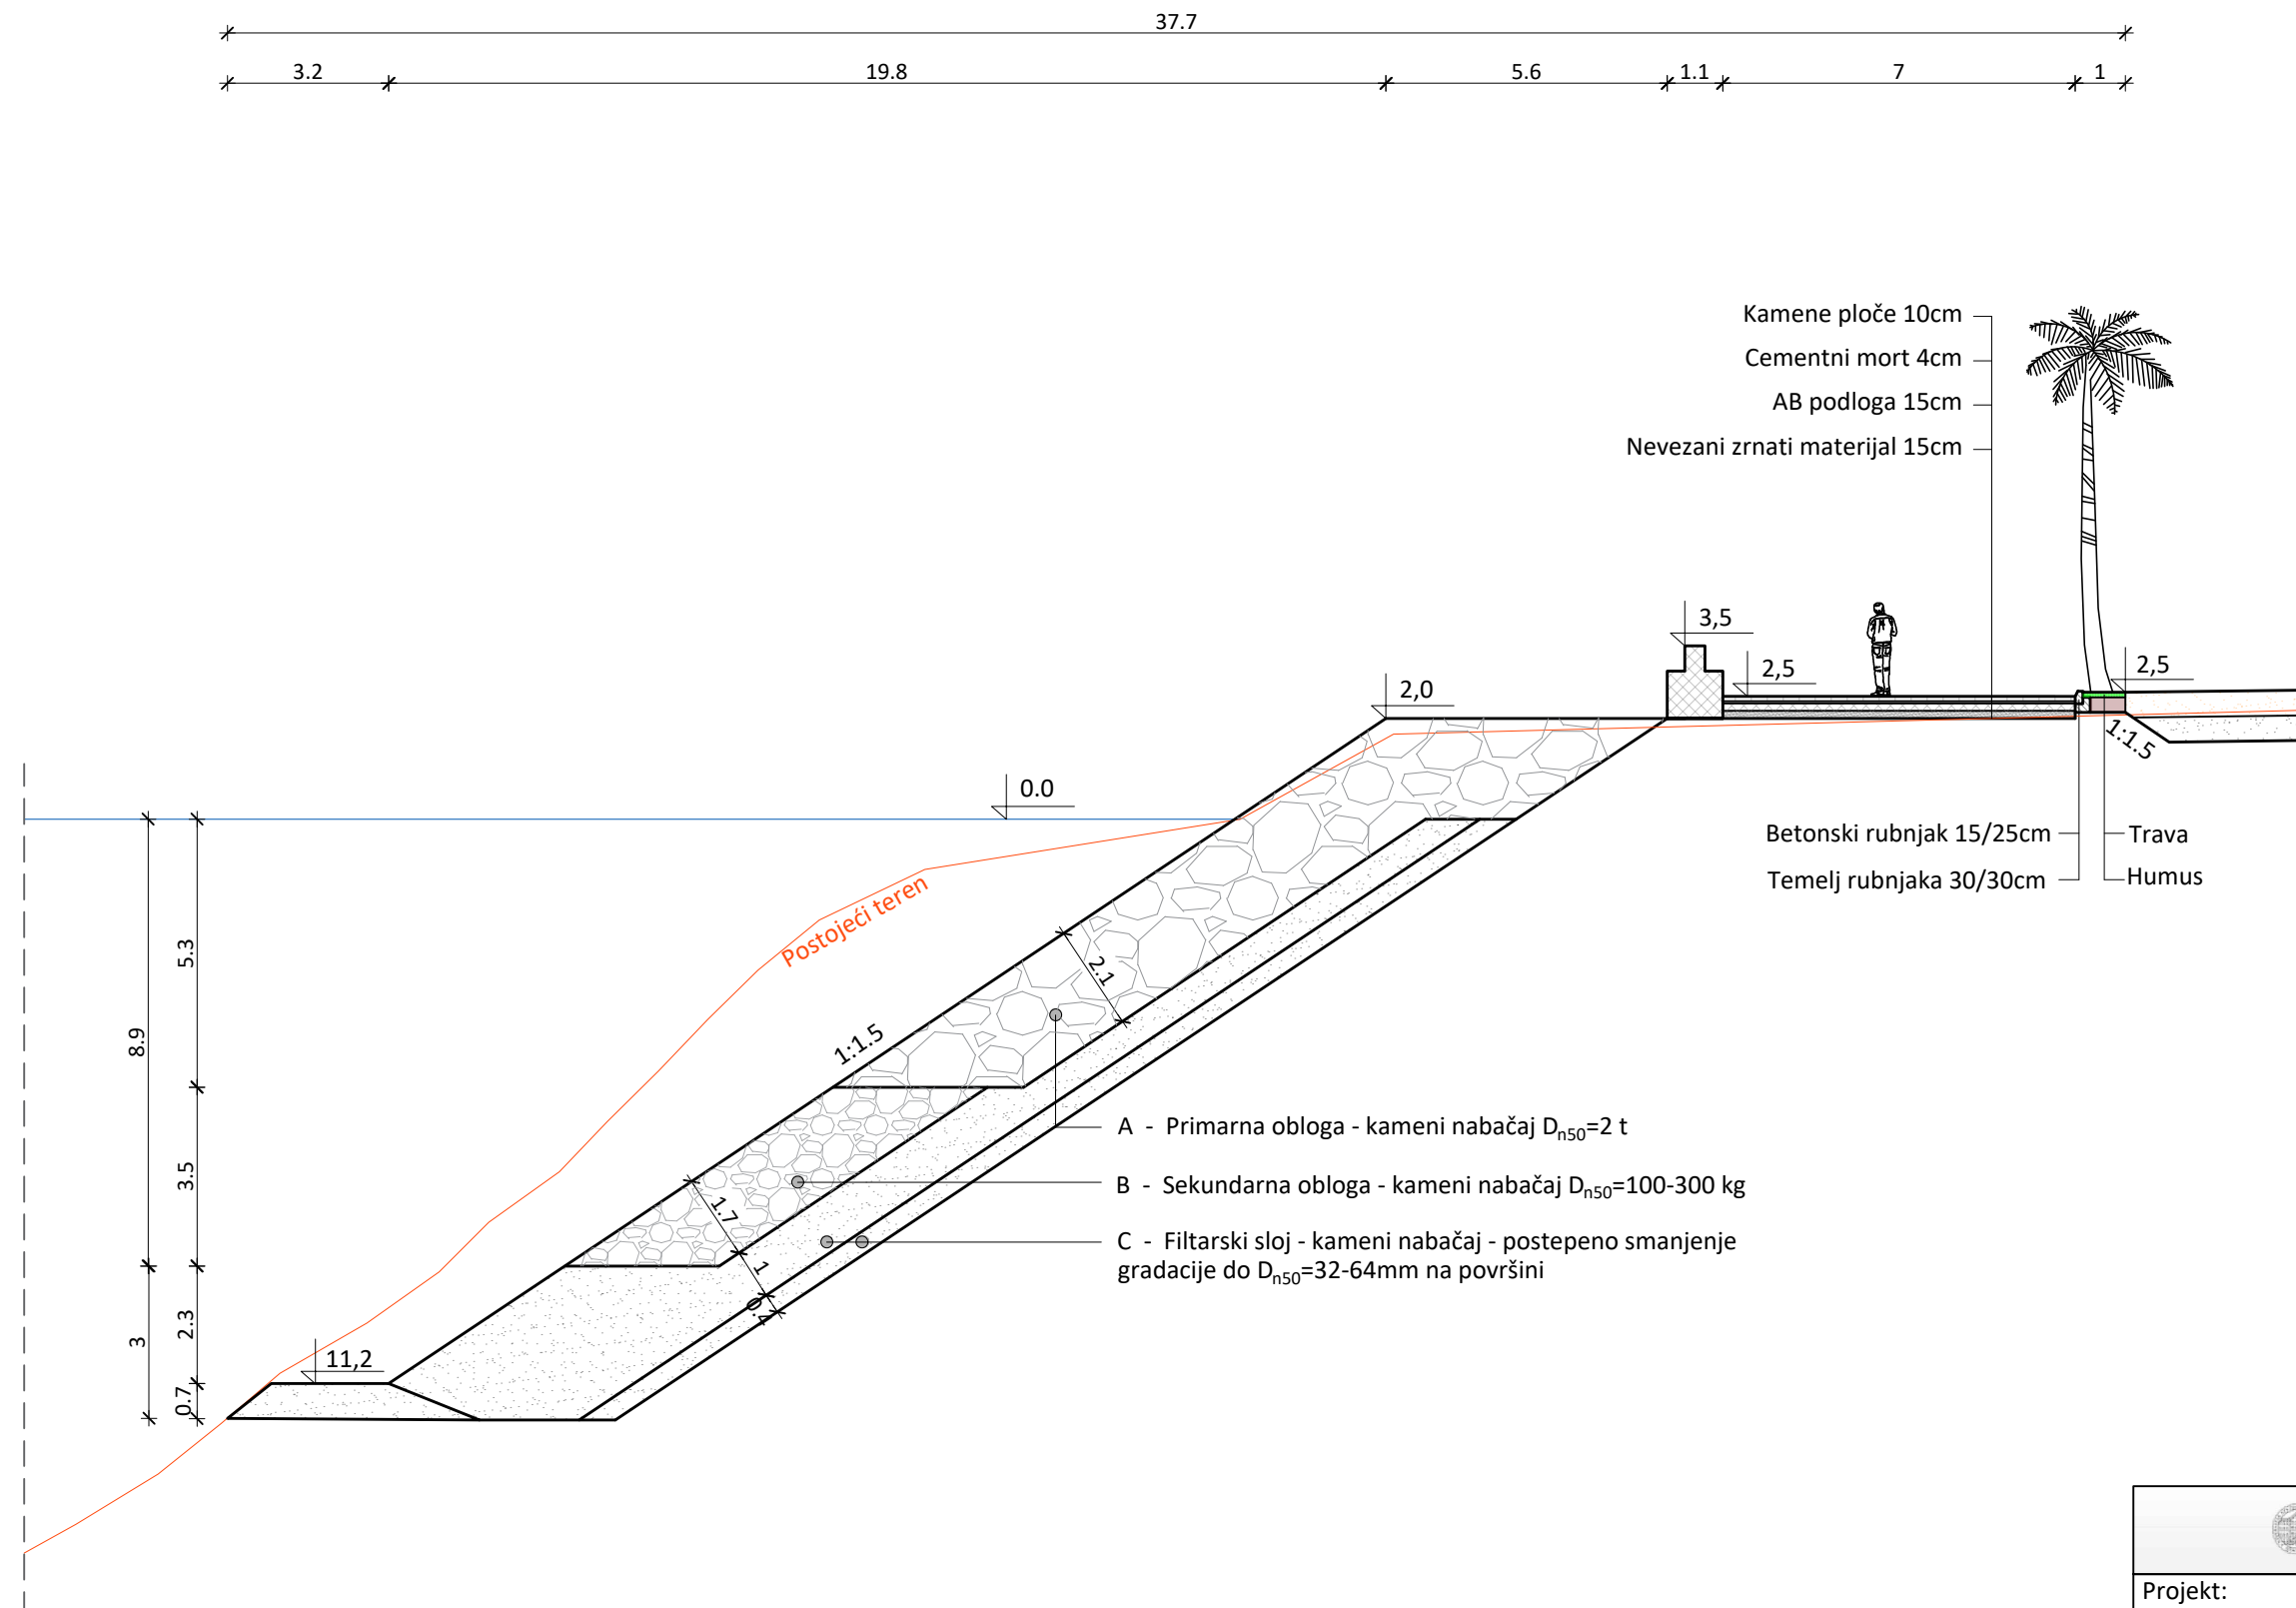 37.7
3.2
19.8
5.6
1.1
7
1
Kamene ploče 10cm
Cementni mort 4cm
AB podloga 15cm
Nevezani zrnati materijal 15cm
3,5
2,5
2,5
2,0
1:1.5
0.0
Betonski rubnjak 15/25cm
Trava
Temelj rubnjaka 30/30cm
Humus
Postojeći teren
5.3
8.9
2.1
1:1.5
A - Primarna obloga - kameni nabačaj Dn50=2 t
3.5
B - Sekundarna obloga - kameni nabačaj Dn50=100-300 kg
1.7
C - Filtarski sloj - kameni nabačaj - postepeno smanjenje
gradacije do Dn50=32-64mm na površini
1
0.4
2.3
3
11,2
0.7
Projekt: